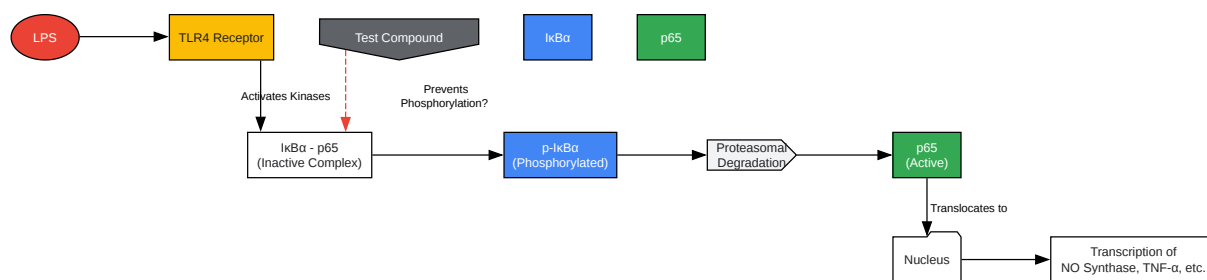 LPS
TLR4 Receptor
Test Compound
IκBα
p65
Activates Kinases
Prevents
Phosphorylation?
IκBα - p65
(Inactive Complex)
p-IκBα
(Phosphorylated)
Proteasomal
Degradation
p65
(Active)
Translocates to
Nucleus
Transcription of
NO Synthase, TNF-α, etc.